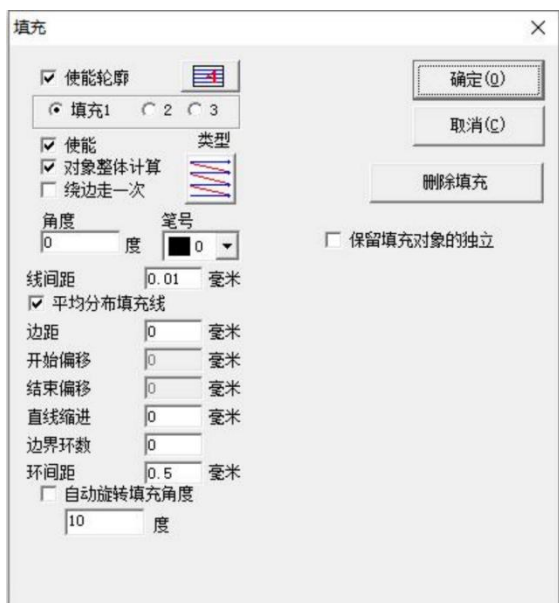 填充
使能轮廓
确定(O)
填充1 2 3
取消(C)
使能 类型
对象整体计算
绕边走一次
删除填充
角度 笔号
0 度 0
保留填充对象的独立
线间距 0.01 毫米
平均分布填充线
边距 0 毫米
开始偏移 0 毫米
结束偏移 0 毫米
直线缩进 0 毫米
边界环数 0
环间距 0.5 毫米
自动旋转填充角度
10 度